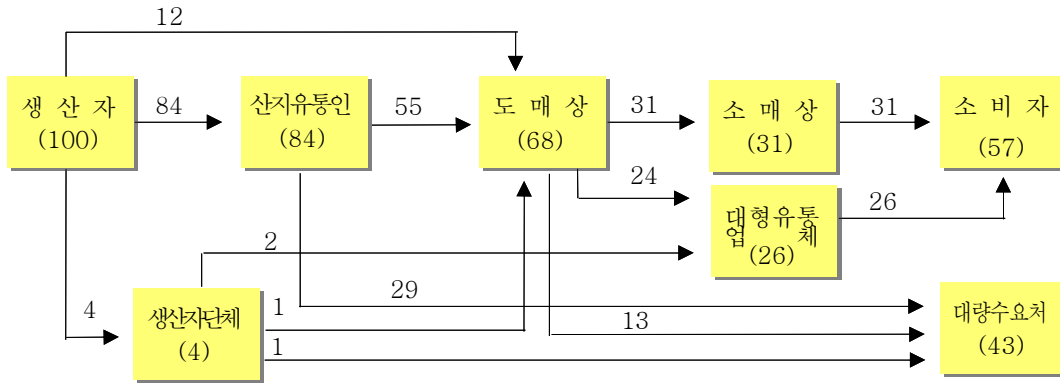 12
생 산 자
(100)
84
산지유통인
(84)
55
도 매 상
(68)
31
소 매 상
(31)
31
소 비 자
(57)
24
대형유통
업 체
(26)
26
2
4
생산자단체
(4)
1
1
29
13
대량수요처
(43)